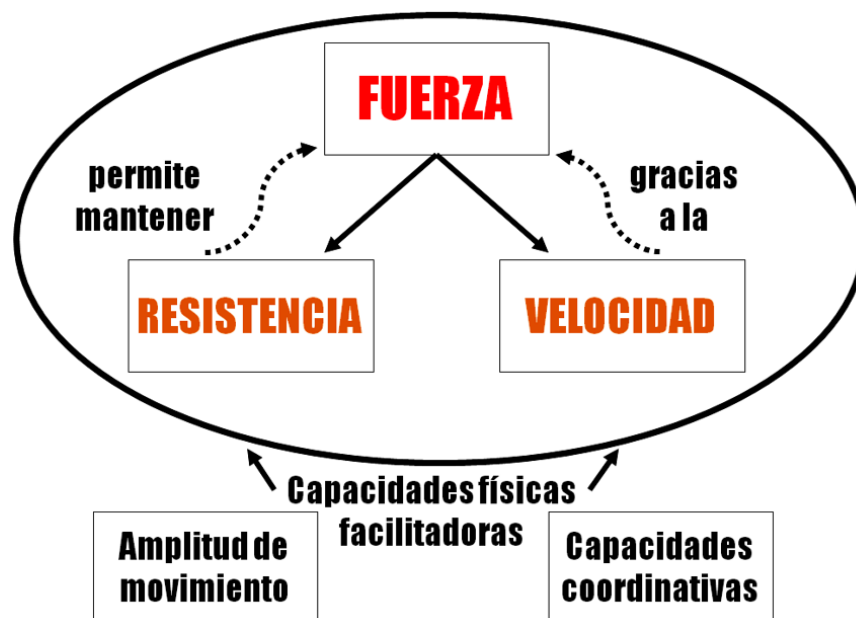 FUERZA
permite
mantener
gracias
a la
RESISTENCIA
VELOCIDAD
Capacidades físicas
facilitadoras
Amplitud de
movimiento
Capacidades
coordinativas